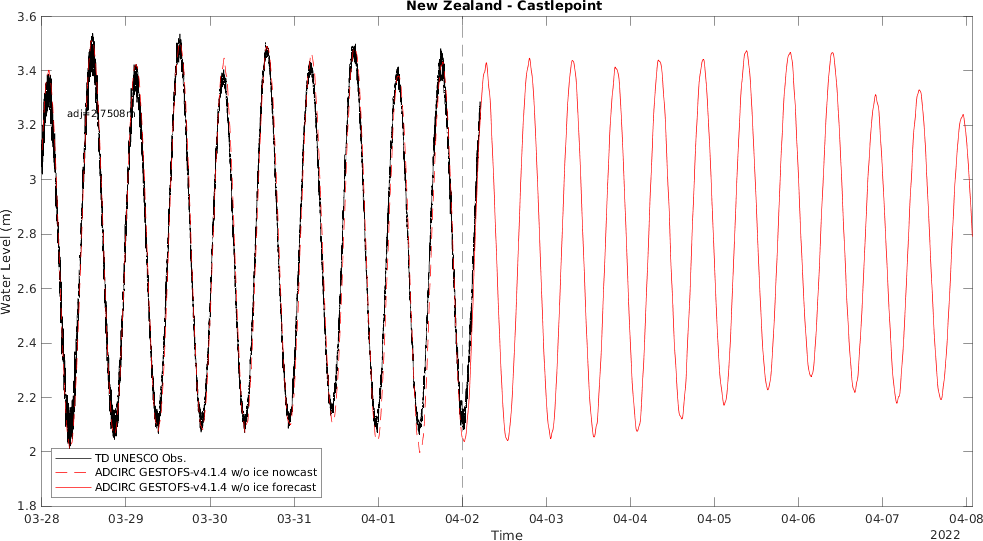 New Zealand - Castlepoint
3.6
3.4
3.2
3
2.8
2.6
2.4
2.2
2
1.8
Water Level (m)
adj=2.7508m
TD UNESCO Obs.
ADCIRC GESTOFS-v4.1.4 w/o ice nowcast
ADCIRC GESTOFS-v4.1.4 w/o ice forecast
03-28 03-29 03-30 03-31 04-01 04-02 04-03 04-04 04-05 04-06 04-07 04-08
Time
2022